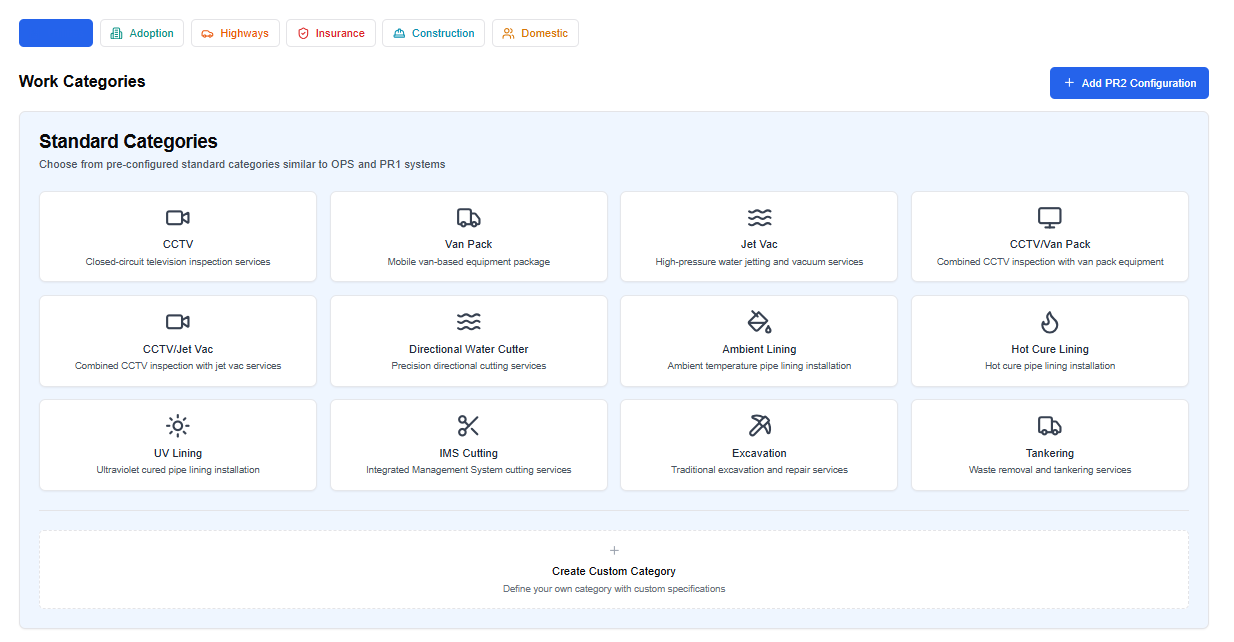 Adoption
Highways
Insurance
Construction
Domestic
Work Categories
Add PR2 Configuration
Standard Categories
Choose from pre-configured standard categories similar to OPS and PR1 systems
CCTV
Closed-circuit television inspection services
Van Pack
Mobile van-based equipment package
Jet Vac
High-pressure water jetting and vacuum services
CCTV/Van Pack
Combined CCTV inspection with van pack equipment
CCTV/Jet Vac
Combined CCTV inspection with jet vac services
Directional Water Cutter
Precision directional cutting services
Ambient Lining
Ambient temperature pipe lining installation
Hot Cure Lining
Hot cure pipe lining installation
UV Lining
Ultraviolet cured pipe lining installation
IMS Cutting
Integrated Management System cutting services
Excavation
Traditional excavation and repair services
Tankering
Waste removal and tankering services
Create Custom Category
Define your own category with custom specifications